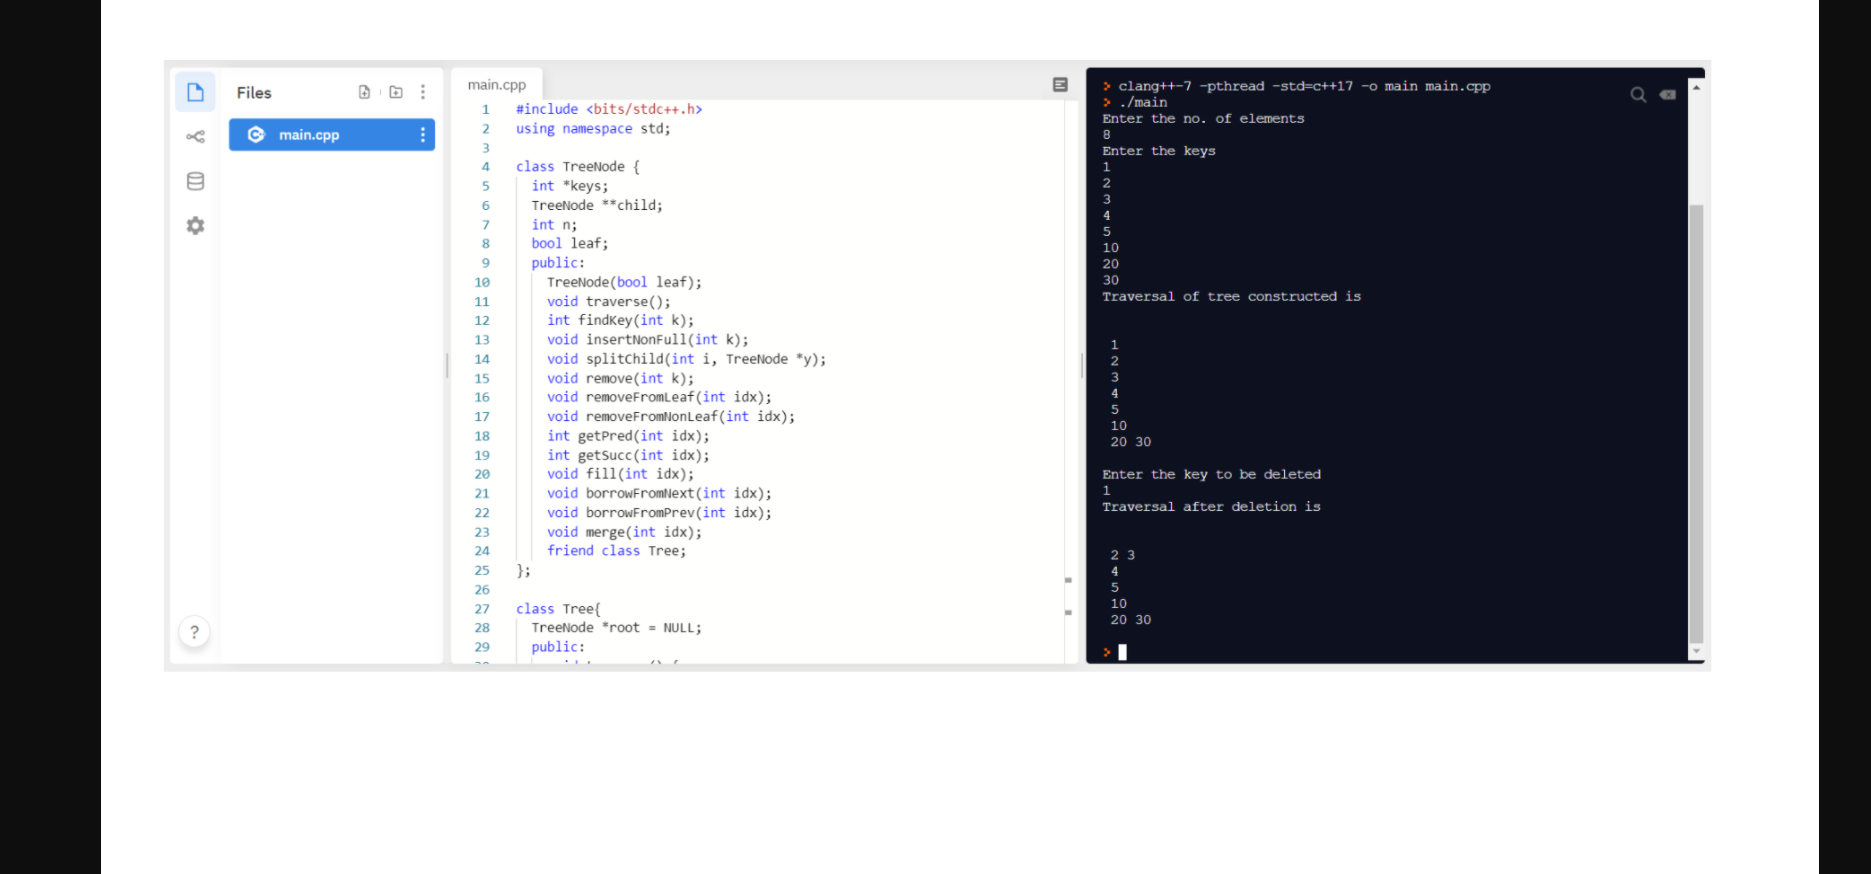 Files
main.cpp
main.cpp
1 #include <bits/stdc++.h>
2 using namespace std;
3
4 class TreeNode {
5 int *keys;
6 TreeNode **child;
7 int n;
8 bool leaf;
9 public:
10 TreeNode(bool leaf);
11 void traverse();
12 int findKey(int k);
13 void insertNonFull(int k);
14 void splitChild(int i, TreeNode *y);
15 void remove(int k);
16 void removeFromLeaf(int idx);
17 void removeFromNonLeaf(int idx);
18 int getPred(int idx);
19 int getSucc(int idx);
20 void fill(int idx);
21 void borrowFromNext(int idx);
22 void borrowFromPrev(int idx);
23 void merge(int idx);
24 friend class Tree;
25 };
26
27 class Tree{
28 TreeNode *root = NULL;
29 public:
?
> clang++-7 -pthread -std=c++17 -o main main.cpp
> ./main
Enter the no. of elements
8
Enter the keys
1
2
3
4
5
10
20
30
Traversal of tree constructed is
1
2
3
4
5
10
20 30
Enter the key to be deleted
1
Traversal after deletion is
2 3
4
5
10
20 30
>